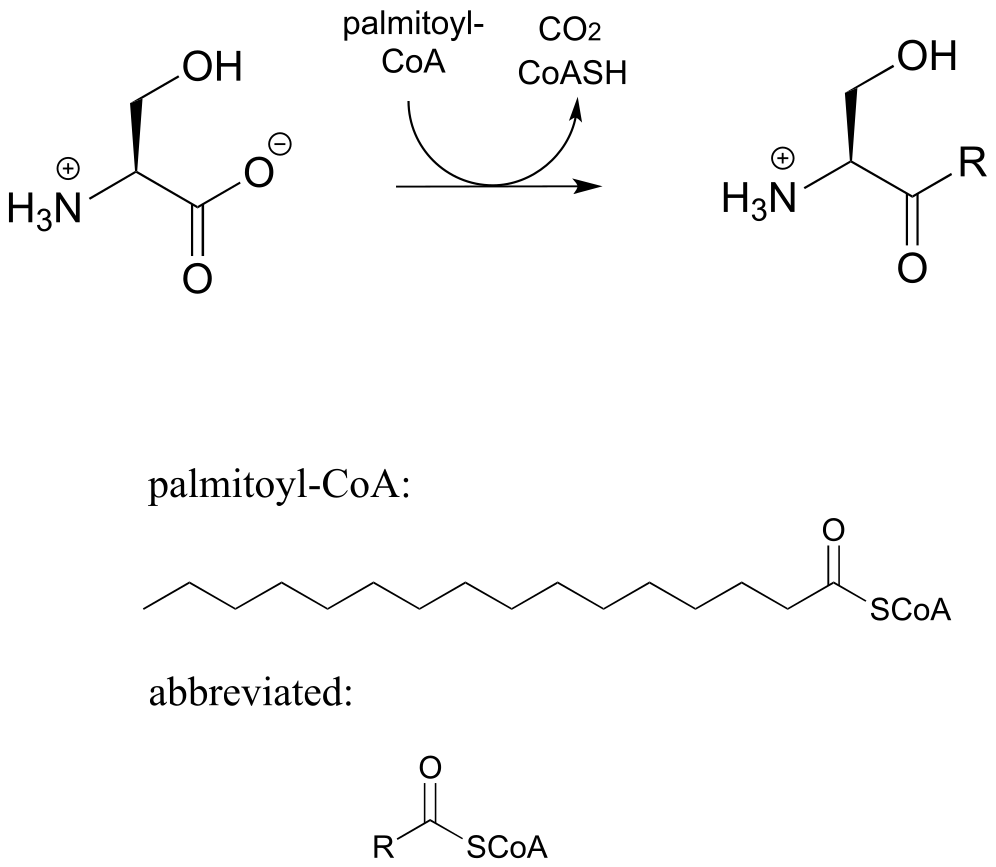 palmitoyl-
CoA
CO2
CoASH
OH
⊕
H3N
O
⊖
O
OH
⊕
H3N
R
O
palmitoyl-CoA:
O
SCoA
abbreviated:
O
R
SCoA